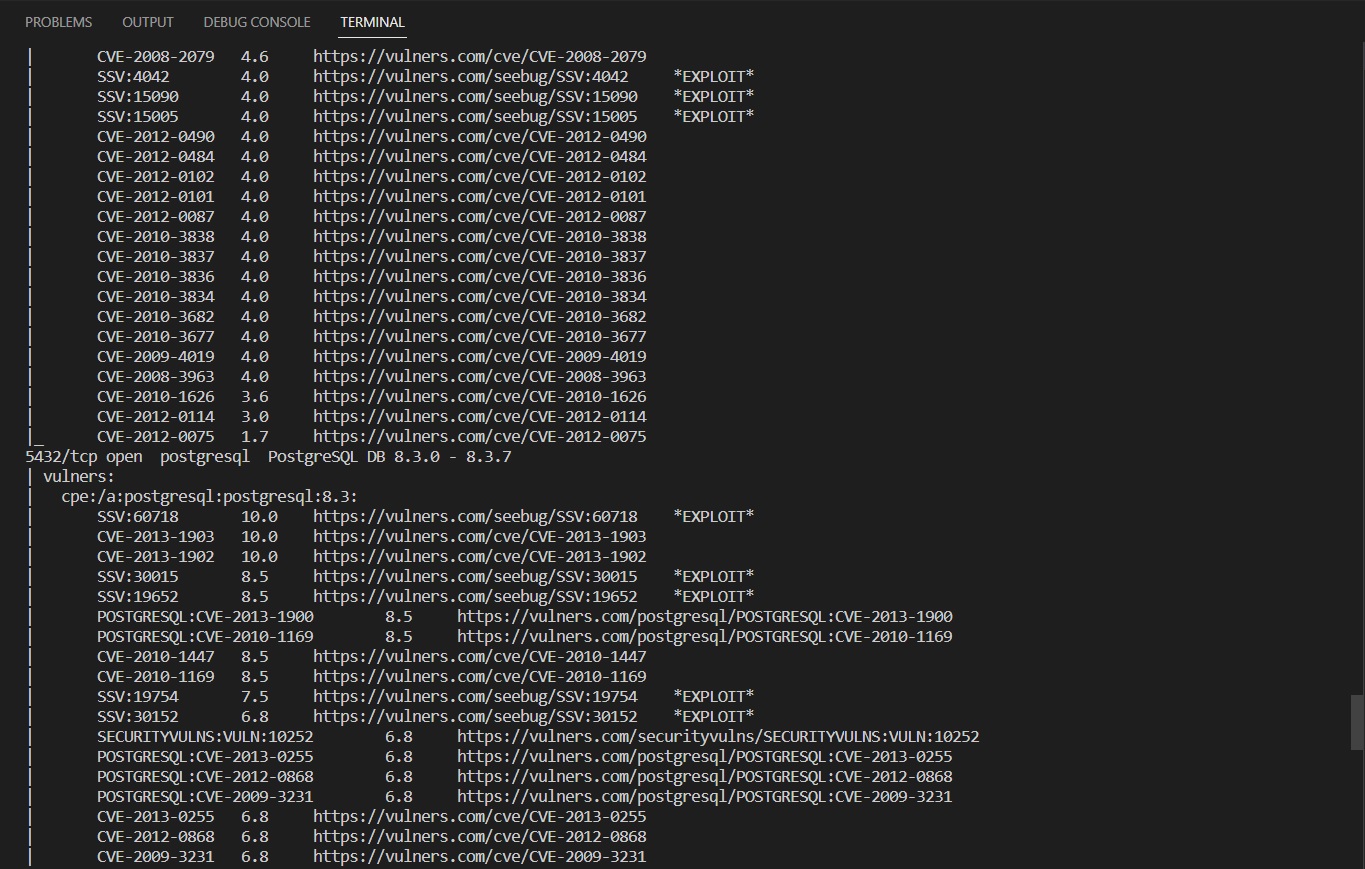 PROBLEMS OUTPUT DEBUG CONSOLE TERMINAL
| CVE-2008-2079 4.6 https://vulners.com/cve/CVE-2008-2079
| SSV:4042 4.0 https://vulners.com/seebug/SSV:4042 *EXPLOIT*
| SSV:15090 4.0 https://vulners.com/seebug/SSV:15090 *EXPLOIT*
| SSV:15005 4.0 https://vulners.com/seebug/SSV:15005 *EXPLOIT*
| CVE-2012-0490 4.0 https://vulners.com/cve/CVE-2012-0490
| CVE-2012-0484 4.0 https://vulners.com/cve/CVE-2012-0484
| CVE-2012-0102 4.0 https://vulners.com/cve/CVE-2012-0102
| CVE-2012-0101 4.0 https://vulners.com/cve/CVE-2012-0101
| CVE-2012-0087 4.0 https://vulners.com/cve/CVE-2012-0087
| CVE-2010-3838 4.0 https://vulners.com/cve/CVE-2010-3838
| CVE-2010-3837 4.0 https://vulners.com/cve/CVE-2010-3837
| CVE-2010-3836 4.0 https://vulners.com/cve/CVE-2010-3836
| CVE-2010-3834 4.0 https://vulners.com/cve/CVE-2010-3834
| CVE-2010-3682 4.0 https://vulners.com/cve/CVE-2010-3682
| CVE-2010-3677 4.0 https://vulners.com/cve/CVE-2010-3677
| CVE-2009-4019 4.0 https://vulners.com/cve/CVE-2009-4019
| CVE-2008-3963 4.0 https://vulners.com/cve/CVE-2008-3963
| CVE-2010-1626 3.6 https://vulners.com/cve/CVE-2010-1626
| CVE-2012-0114 3.0 https://vulners.com/cve/CVE-2012-0114
|_ CVE-2012-0075 1.7 https://vulners.com/cve/CVE-2012-0075
5432/tcp open postgresql PostgreSQL DB 8.3.0 - 8.3.7
| vulners:
| cpe:/a:postgresql:postgresql:8.3:
| SSV:60718 10.0 https://vulners.com/seebug/SSV:60718 *EXPLOIT*
| CVE-2013-1903 10.0 https://vulners.com/cve/CVE-2013-1903
| CVE-2013-1902 10.0 https://vulners.com/cve/CVE-2013-1902
| SSV:30015 8.5 https://vulners.com/seebug/SSV:30015 *EXPLOIT*
| SSV:19652 8.5 https://vulners.com/seebug/SSV:19652 *EXPLOIT*
| POSTGRESQL:CVE-2013-1900 8.5 https://vulners.com/postgresql/POSTGRESQL:CVE-2013-1900
| POSTGRESQL:CVE-2010-1169 8.5 https://vulners.com/postgresql/POSTGRESQL:CVE-2010-1169
| CVE-2010-1447 8.5 https://vulners.com/cve/CVE-2010-1447
| CVE-2010-1169 8.5 https://vulners.com/cve/CVE-2010-1169
| SSV:19754 7.5 https://vulners.com/seebug/SSV:19754 *EXPLOIT*
| SSV:30152 6.8 https://vulners.com/seebug/SSV:30152 *EXPLOIT*
| SECURITYVULNS:VULN:10252 6.8 https://vulners.com/securityvulns/SECURITYVULNS:VULN:10252
| POSTGRESQL:CVE-2013-0255 6.8 https://vulners.com/postgresql/POSTGRESQL:CVE-2013-0255
| POSTGRESQL:CVE-2012-0868 6.8 https://vulners.com/postgresql/POSTGRESQL:CVE-2012-0868
| POSTGRESQL:CVE-2009-3231 6.8 https://vulners.com/postgresql/POSTGRESQL:CVE-2009-3231
| CVE-2013-0255 6.8 https://vulners.com/cve/CVE-2013-0255
| CVE-2012-0868 6.8 https://vulners.com/cve/CVE-2012-0868
| CVE-2009-3231 6.8 https://vulners.com/cve/CVE-2009-3231